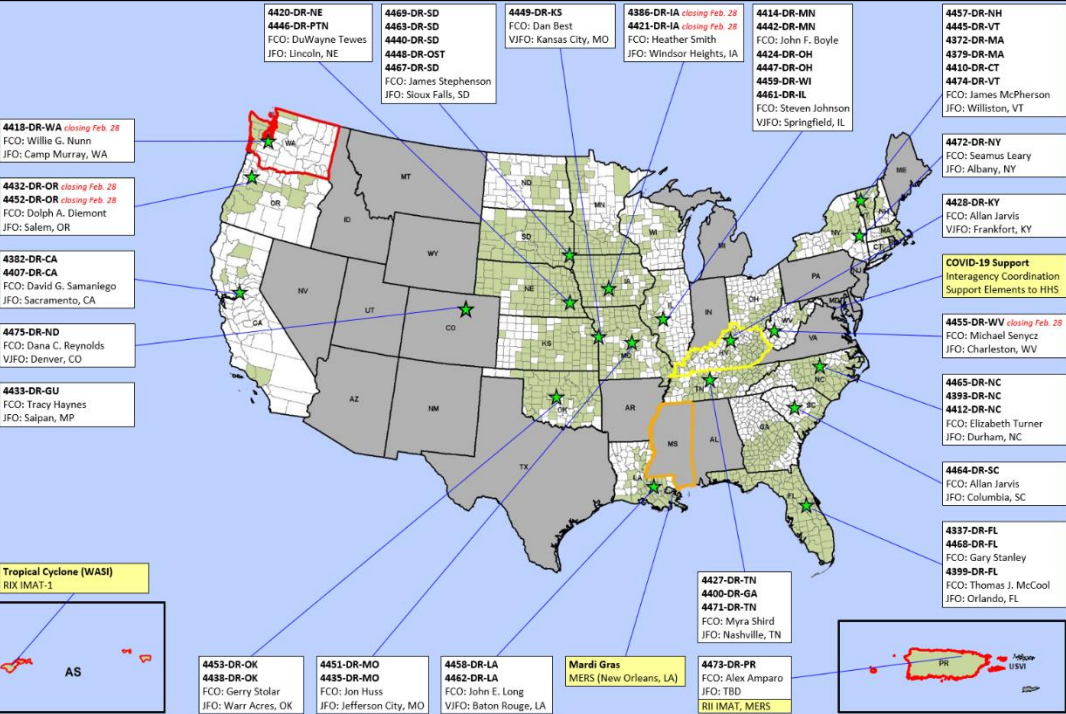 4420-DR-NE
4446-DR-PTN
FCO: DuWayne Tewes
JFO: Lincoln, NE
4469-DR-SD
4463-DR-SD
4440-DR-SD
4448-DR-OST
4467-DR-SD
FCO: James Stephenson
JFO: Sioux Falls, SD
4449-DR-KS
FCO: Dan Best
VJFO: Kansas City, MO
4386-DR-IA closing Feb. 28
4421-DR-IA closing Feb. 28
FCO: Heather Smith
JFO: Windsor Heights, IA
4414-DR-MN
4442-DR-MN
FCO: John F. Boyle
4424-DR-OH
4447-DR-OH
4459-DR-WI
4461-DR-IL
FCO: Steven Johnson
VJFO: Springfield, IL
4457-DR-NH
4445-DR-VT
4372-DR-MA
4379-DR-MA
4410-DR-CT
4474-DR-VT
FCO: James McPherson
JFO: Williston, VT
4418-DR-WA closing Feb. 28
FCO: Willie G. Nunn
JFO: Camp Murray, WA
4472-DR-NY
FCO: Seamus Leary
JFO: Albany, NY
4432-DR-OR closing Feb. 28
4452-DR-OR closing Feb. 28
FCO: Dolph A. Diemont
JFO: Salem, OR
4428-DR-KY
FCO: Allan Jarvis
VJFO: Frankfort, KY
4382-DR-CA
4407-DR-CA
FCO: David G. Samaniego
JFO: Sacramento, CA
COVID-19 Support
Interagency Coordination
Support Elements to HHS
4475-DR-ND
FCO: Dana C. Reynolds
VJFO: Denver, CO
4455-DR-WV closing Feb. 28
FCO: Michael Senycz
JFO: Charleston, WV
4433-DR-GU
FCO: Tracy Haynes
JFO: Saipan, MP
4465-DR-NC
4393-DR-NC
4412-DR-NC
FCO: Elizabeth Turner
JFO: Durham, NC
4464-DR-SC
FCO: Allan Jarvis
JFO: Columbia, SC
4337-DR-FL
4468-DR-FL
FCO: Gary Stanley
4399-DR-FL
FCO: Thomas J. McCool
JFO: Orlando, FL
WA
MT
ND
MN
ME
OR
ID
SD
WI
MI
NY
NH
MA
CT
WY
IA
PA
NJ
NE
IL
IN
OH
MD
NV
UT
CO
WV
VA
CA
KS
MO
KY
NC
AZ
NM
OK
TN
AR
SC
MS
AL
GA
TX
LA
FL
Tropical Cyclone (WASI)
RIX IMAT-1
AS
4453-DR-OK
4438-DR-OK
FCO: Gerry Stolar
JFO: Warr Acres, OK
4451-DR-MO
4435-DR-MO
FCO: Jon Huss
JFO: Jefferson City, MO
4458-DR-LA
4462-DR-LA
FCO: John E. Long
VJFO: Baton Rouge, LA
Mardi Gras
MERS (New Orleans, LA)
4427-DR-TN
4400-DR-GA
4471-DR-TN
FCO: Myra Shird
JFO: Nashville, TN
4473-DR-PR
FCO: Alex Amparo
JFO: TBD
RII IMAT, MERS
PR
USVI